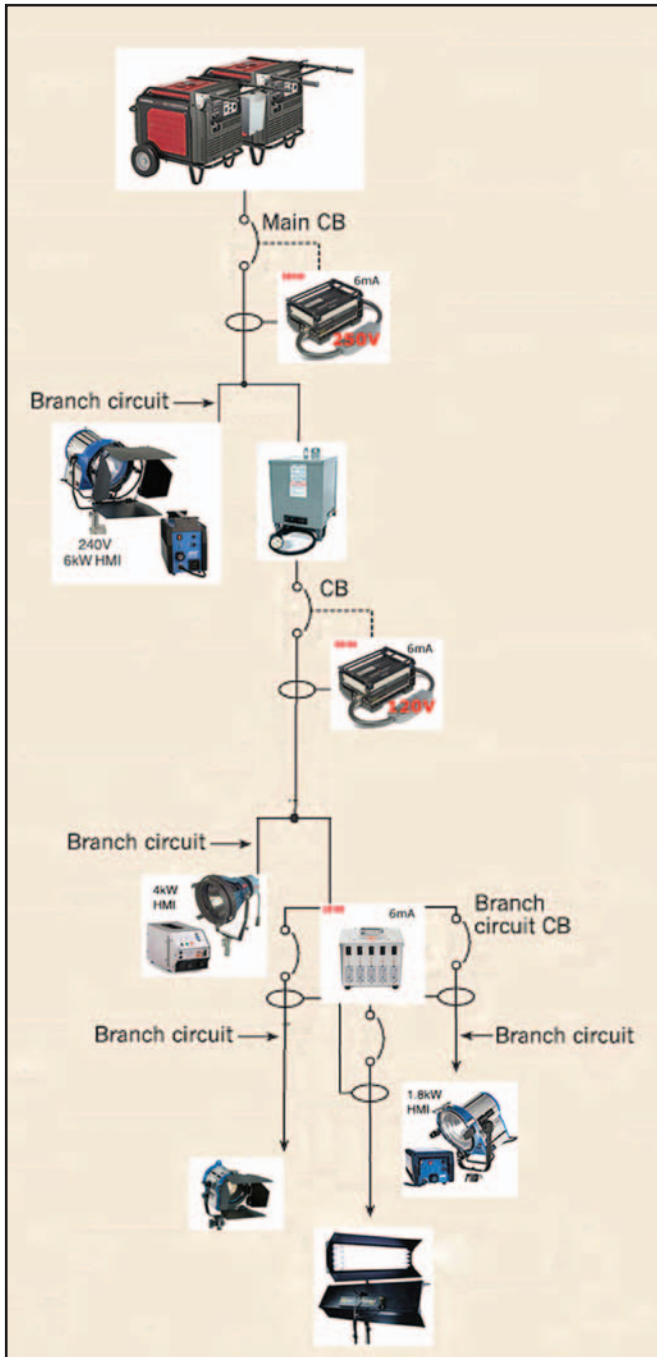 Main CB
6mA
250V
Branch circuit
240V
6kW HMI
CB
6mA
120V
Branch circuit
4kW
HMI
6mA
Branch
circuit CB
Branch circuit
Branch circuit
1.8kW
HMI